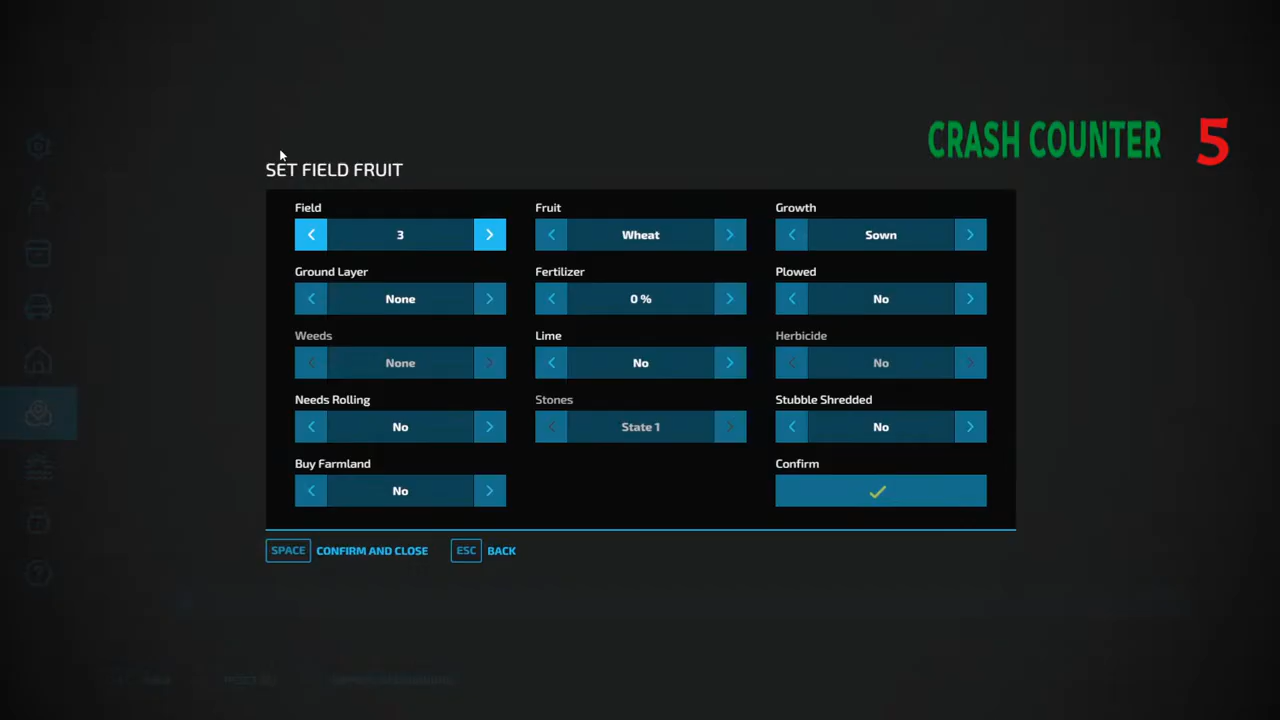 CRASH COUNTER 5
SET FIELD FRUIT
Field Fruit Growth
3 Wheat Sown
Ground Layer Fertilizer Plowed
None 0 % No
Weeds Lime Herbicide
None No No
Needs Rolling Stones Stubble Shredded
No State 1 No
Buy Farmland Confirm
No
SPACE CONFIRM AND CLOSE ESC BACK